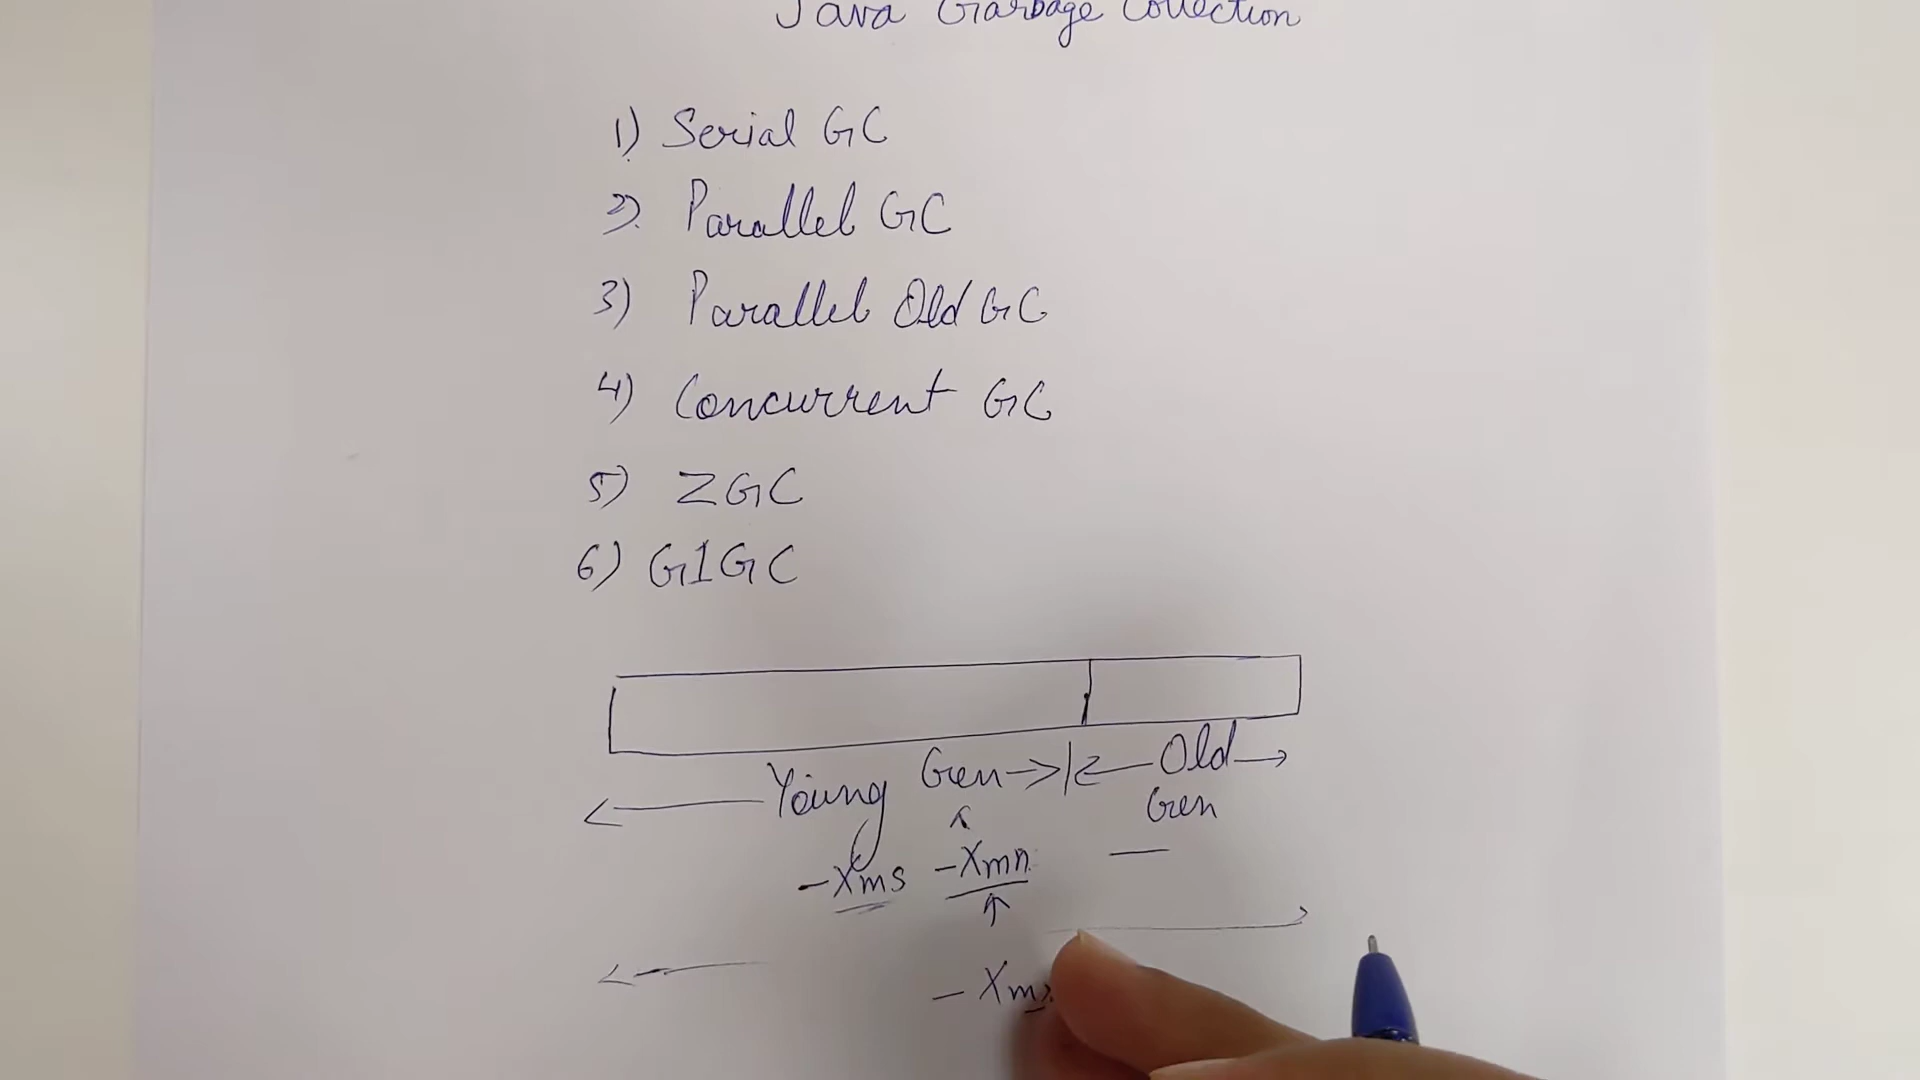 Java Garbage Collection
1) Serial GC
2) Parallel GC
3) Parallel Old GC
4) Concurrent GC
5) ZGC
6) G1GC
Young Gen Old
Gen
-Xms -Xmn